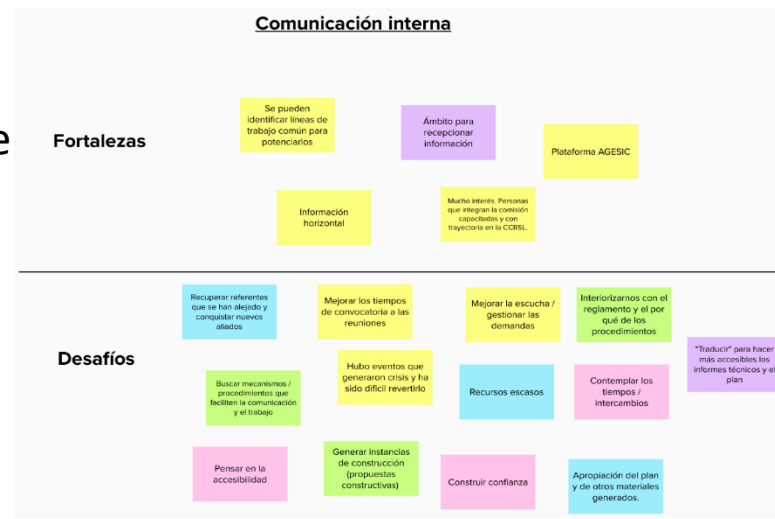 Comunicación interna
e
Fortalezas
Se pueden
identificar líneas de
trabajo común para
potenciarlos
Ámbito para
recepcionar
información
Plataforma AGESIC
Información
horizontal
Mucho interés. Personas
que integran la comisión
capacitadas y con
trayectoria en la CCRSL.
Desafíos
Recuperar referentes
que se han alejado y
conquistar nuevos
aliados
Mejorar los tiempos
de convocatoria a las
reuniones
Mejorar la escucha /
gestionar las
demandas
Interiorizarnos con el
reglamento y el por
qué de los
procedimientos
"Traducir" para hacer
más accesibles los
informes técnicos y el
plan
Buscar mecanismos /
procedimientos que
faciliten la comunicación
y el trabajo
Hubo eventos que
generaron crisis y ha
sido difícil revertirlo
Recursos escasos
Contemplar los
tiempos /
intercambios
Pensar en la
accesibilidad
Generar instancias
de construcción
(propuestas
constructivas)
Construir confianza
Apropiación del plan
y de otros materiales
generados.